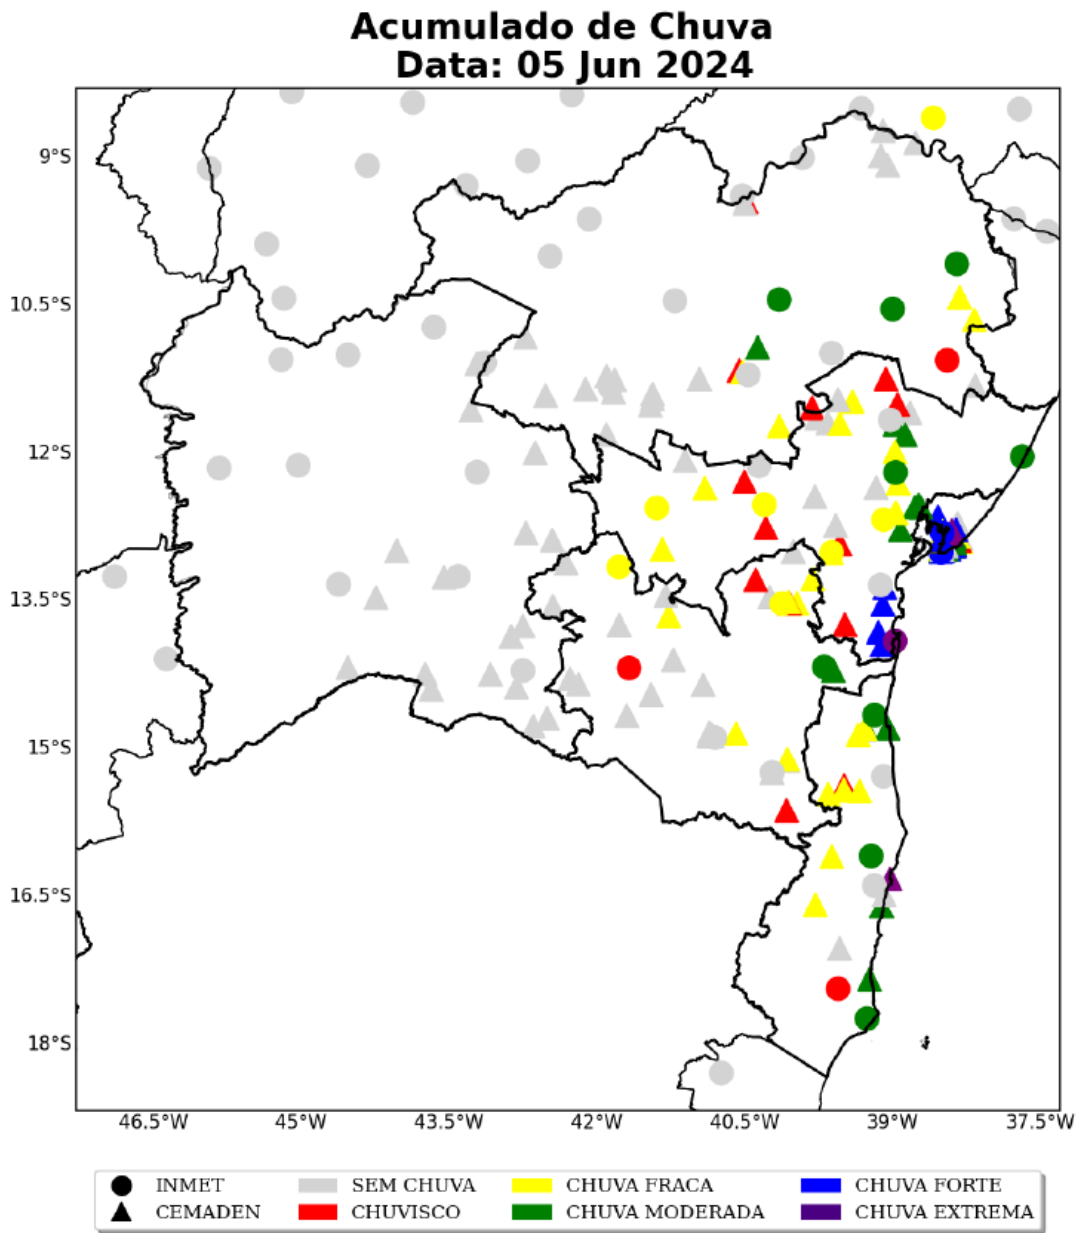 Acumulado de Chuva
Data: 05 Jun 2024
9°S
10.5°S
12°S
13.5°S
15°S
16.5°S
18°S
46.5°W 45°W 43.5°W 42°W 40.5°W 39°W 37.5°W
INMET SEM CHUVA CHUVA FRACA CHUVA FORTE
CEMADEN CHUVISCO CHUVA MODERADA CHUVA EXTREMA